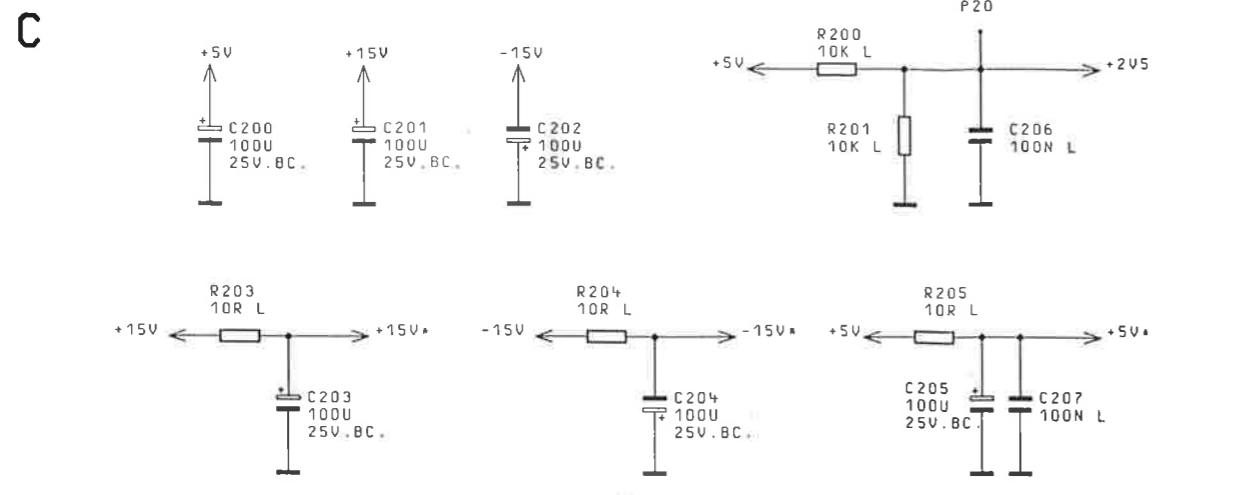 C
+5V
+
C200
100U
25V.BC.
+15V
+
C201
100U
25V.BC.
-15V
+
C202
100U
25V.BC.
P20
R200
10K L
+5V
+2V5
R201
10K L
C206
100N L
R203
10R L
+15V
+15V*
+
C203
100U
25V.BC.
R204
10R L
-15V
-15V*
+
C204
100U
25V.BC.
R205
10R L
+5V
+5V*
+
C205
100U
25V.BC.
C207
100N L